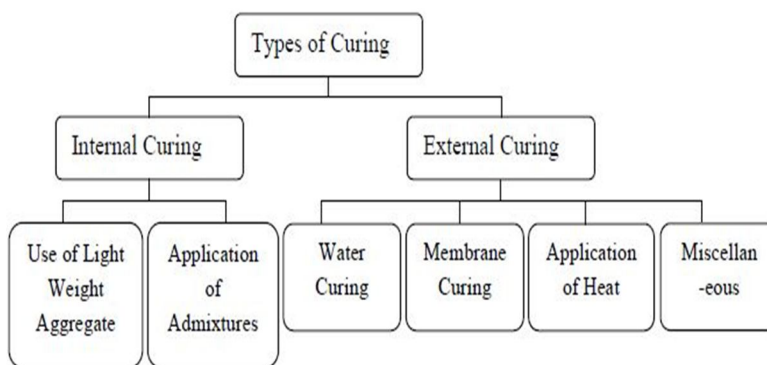 Types of Curing
Internal Curing
External Curing
Use of Light
Weight
Aggregate
Application
of
Admixtures
Water
Curing
Membrane
Curing
Application
of Heat
Miscellan
-eous